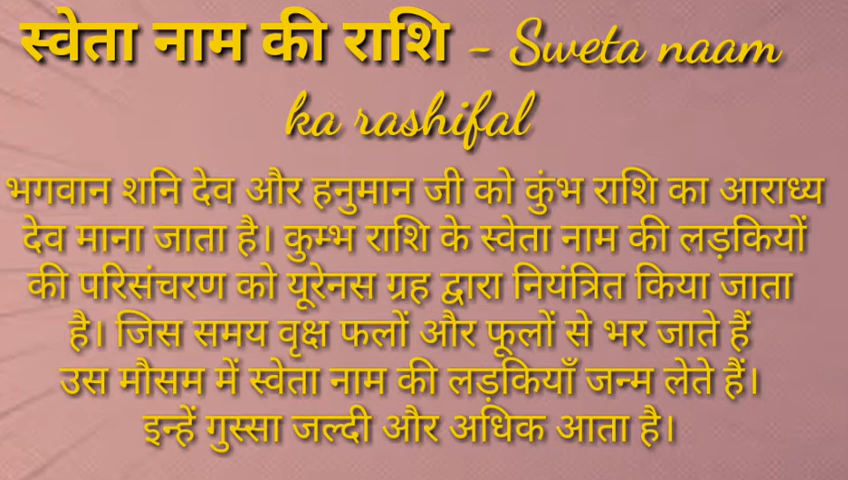 स्वेता नाम की राशि - Sweta naam
ka rashifal
भगवान शनि देव और हनुमान जी को कुंभ राशि का आराध्य
देव माना जाता है। कुम्भ राशि के स्वेता नाम की लड़कियों
की परिसंचरण को यूरेनस ग्रह द्वारा नियंत्रित किया जाता
है। जिस समय वृक्ष फलों और फूलों से भर जाते हैं
उस मौसम में स्वेता नाम की लड़कियाँ जन्म लेते हैं।
इन्हें गुस्सा जल्दी और अधिक आता है।